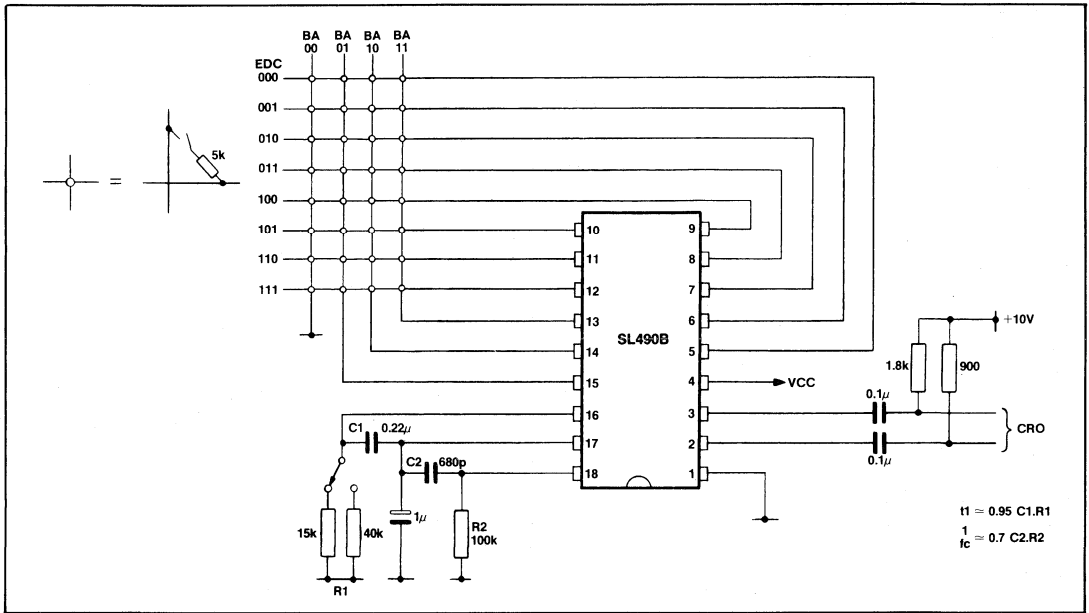 BA BA BA BA
00 01 10 11
EDC
000
001
010
011
100
101
110
111
= 5k
10 9
11 8
12 7
13 6
SL490B
14 5
15 4 VCC
16 3
17 2
18 1
+10V
1.8k 900
0.1µ
0.1µ
CRO
C1 0.22µ
C2 680p
15k 40k 1µ R2
100k
R1
t1 ≃ 0.95 C1.R1
1
fc ≃ 0.7 C2.R2